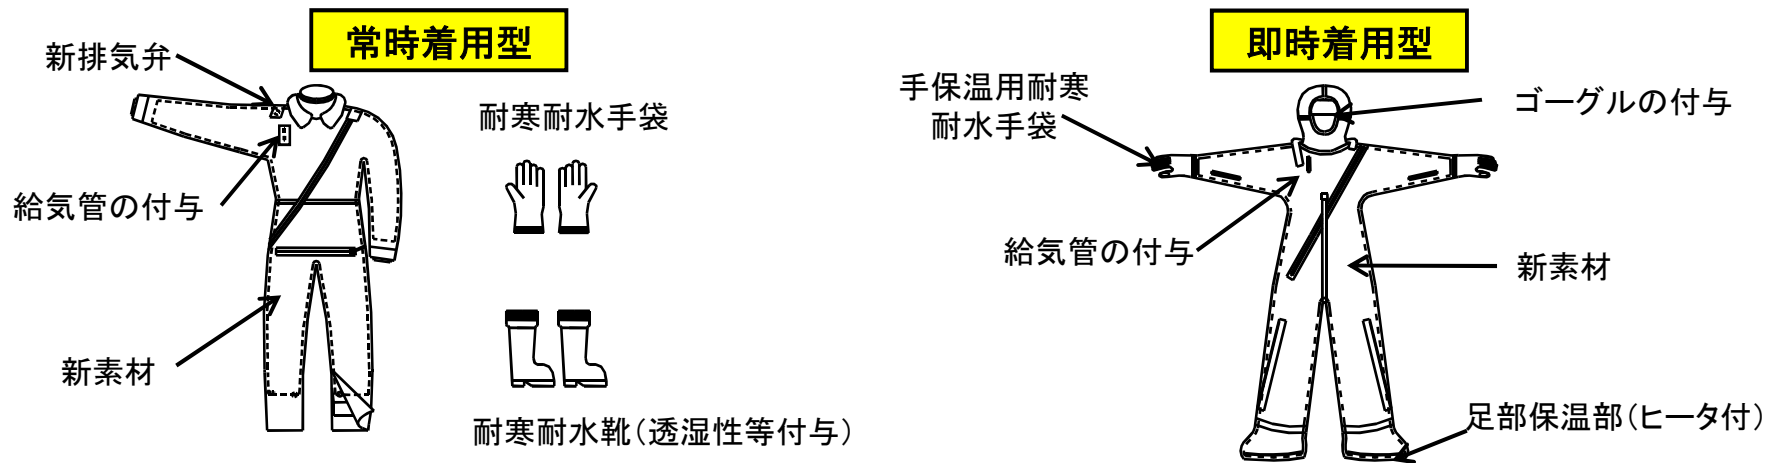 常時着用型
新排気弁
給気管の付与
新素材
耐寒耐水手袋
耐寒耐水靴（透湿性等付与）
即時着用型
手保温用耐寒
耐水手袋
ゴーグルの付与
給気管の付与
新素材
足部保温部（ヒータ付）